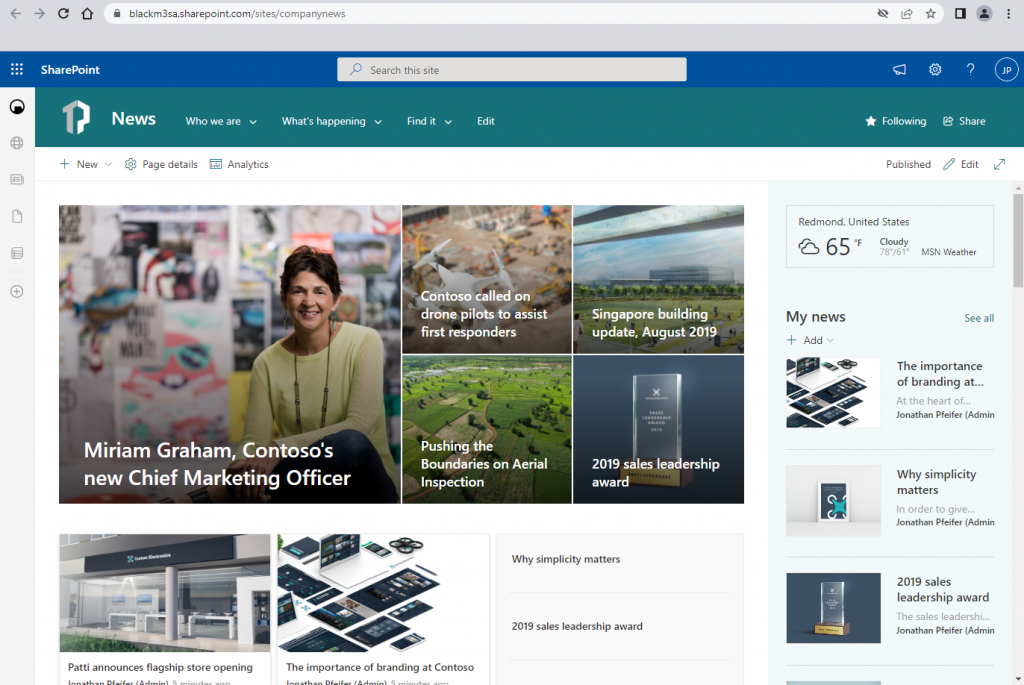 blackm3sa.sharepoint.com/sites/companynews
SharePoint
Search this site
JP
News
Who we are
What's happening
Find it
Edit
Following
Share
New
Page details
Analytics
Published
Edit
Miriam Graham, Contoso's
new Chief Marketing Officer
Contoso called on
drone pilots to assist
first responders
Singapore building
update, August 2019
Pushing the
Boundaries on Aerial
Inspection
SALES
LEADERSHIP
AWARD
2019 sales leadership
award
Redmond, United States
65 °F
Cloudy
78°/61°
MSN Weather
My news
See all
Add
The importance
of branding at...
At the heart of...
Jonathan Pfeifer (Admin
Why simplicity
matters
In order to give...
Jonathan Pfeifer (Admin
2019 sales
leadership award
The sales leadershi...
Jonathan Pfeifer (Admin
Contoso Electronics
Patti announces flagship store opening
Jonathan Pfeifer (Admin) 5 minutes ago
The importance of branding at Contoso
Jonathan Pfeifer (Admin) 5 minutes ago
Why simplicity matters
2019 sales leadership award